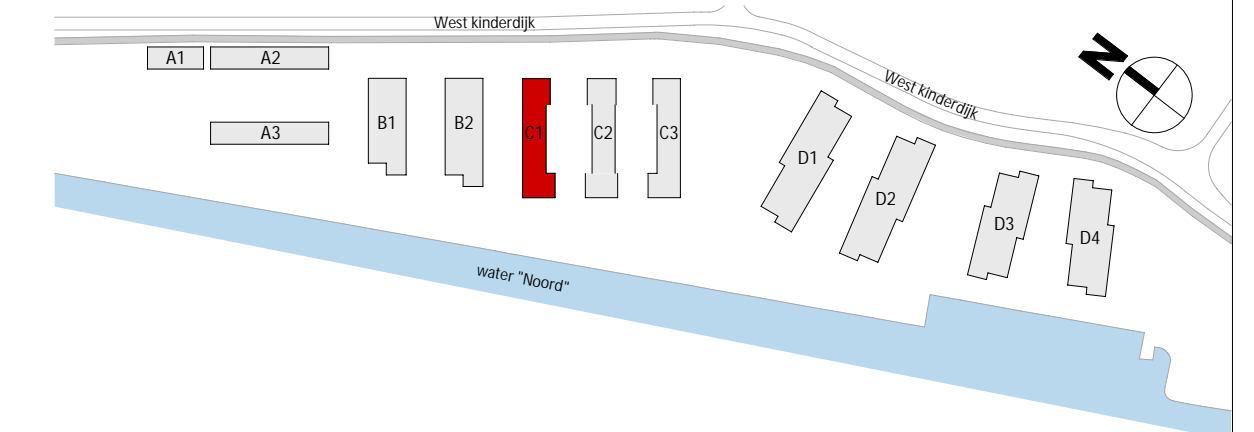 West kinderdijk
A1
A2
A3
B1
B2
C1
C2
C3
West kinderdijk
D1
D2
D3
D4
N
water "Noord"